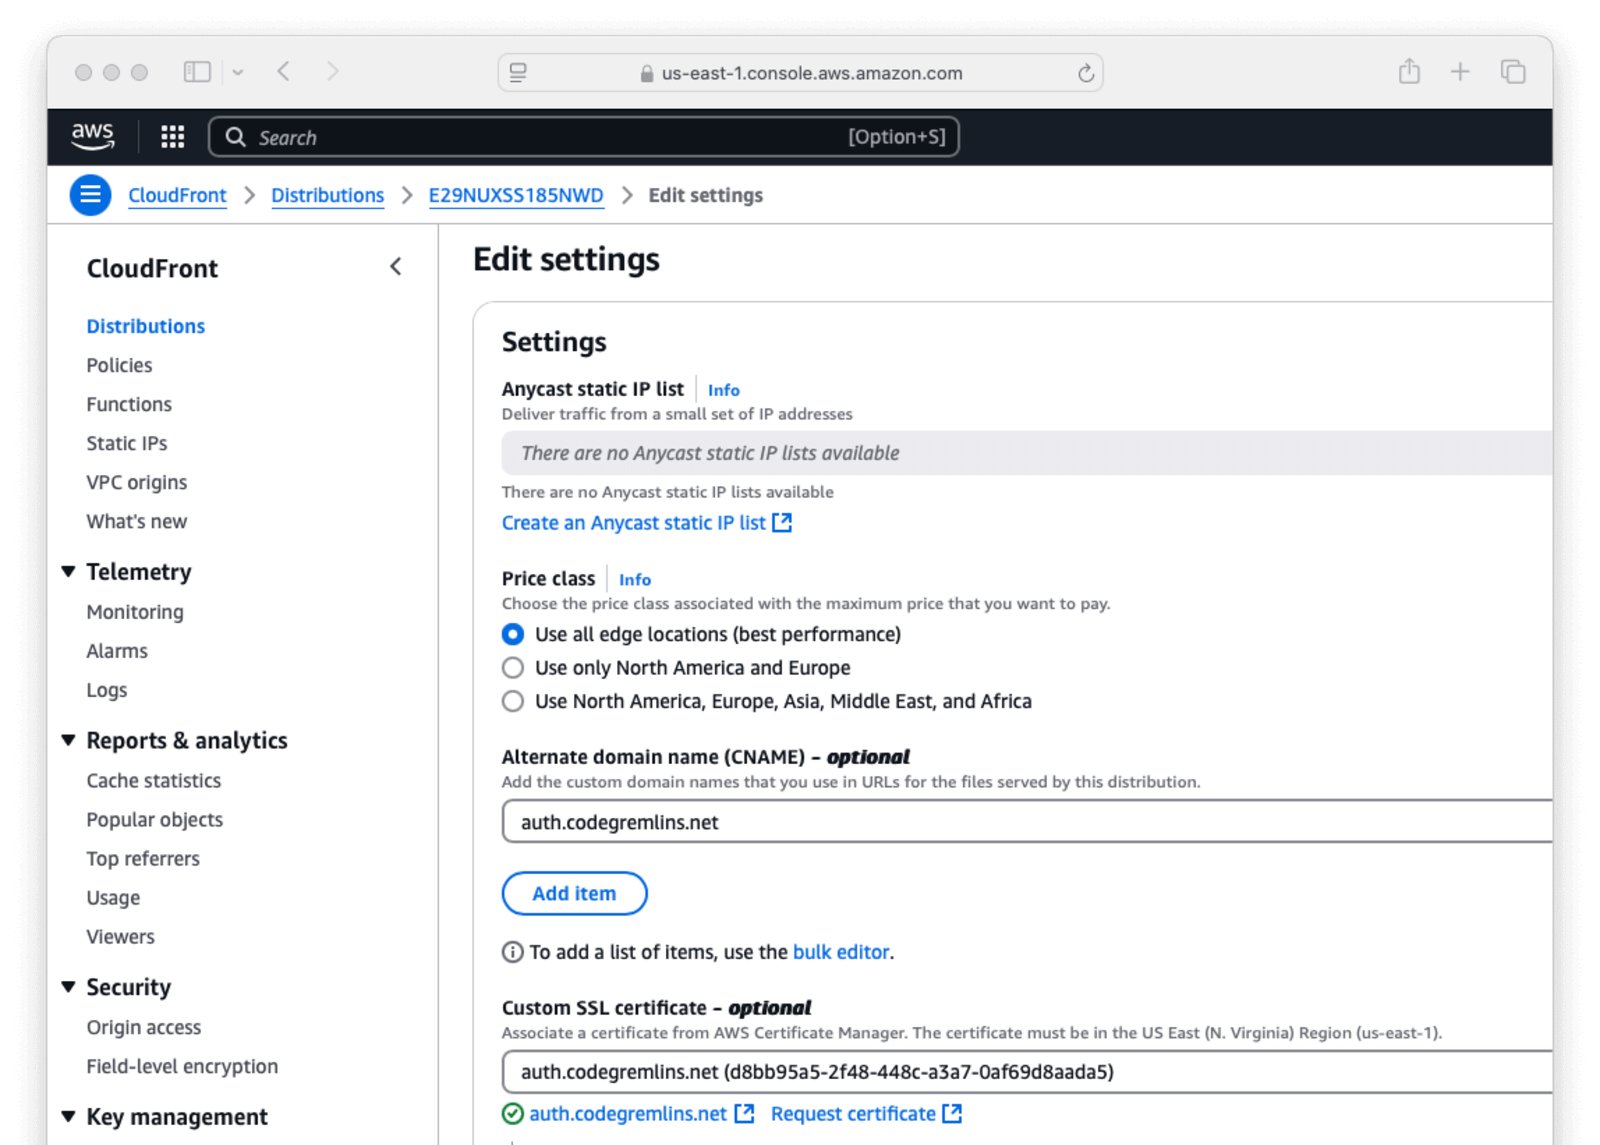 us-east-1.console.aws.amazon.com
aws
Search
[Option+S]
CloudFront
Distributions
E29NUXSS185NWD
Edit settings
CloudFront
Distributions
Policies
Functions
Static IPs
VPC origins
What's new
Telemetry
Monitoring
Alarms
Logs
Reports & analytics
Cache statistics
Popular objects
Top referrers
Usage
Viewers
Security
Origin access
Field-level encryption
Key management
Edit settings
Settings
Anycast static IP list
Info
Deliver traffic from a small set of IP addresses
There are no Anycast static IP lists available
There are no Anycast static IP lists available
Create an Anycast static IP list
Price class
Info
Choose the price class associated with the maximum price that you want to pay.
Use all edge locations (best performance)
Use only North America and Europe
Use North America, Europe, Asia, Middle East, and Africa
Alternate domain name (CNAME) – optional
Add the custom domain names that you use in URLs for the files served by this distribution.
auth.codegremlins.net
Add item
To add a list of items, use the bulk editor.
Custom SSL certificate – optional
Associate a certificate from AWS Certificate Manager. The certificate must be in the US East (N. Virginia) Region (us-east-1).
auth.codegremlins.net (d8bb95a5-2f48-448c-a3a7-0af69d8aada5)
auth.codegremlins.net
Request certificate